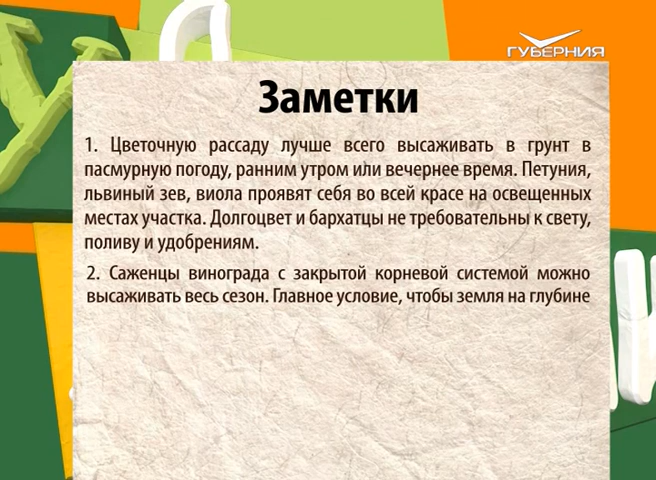 ГУБЕРНИЯ
Заметки
1. Цветочную рассаду лучше всего высаживать в грунт в
пасмурную погоду, ранним утром или вечернее время. Петуния,
львиный зев, виола проявят себя во всей красе на освещенных
местах участка. Долгоцвет и бархатцы не требовательны к свету,
поливу и удобрениям.
2. Саженцы винограда с закрытой корневой системой можно
высаживать весь сезон. Главное условие, чтобы земля на глубине